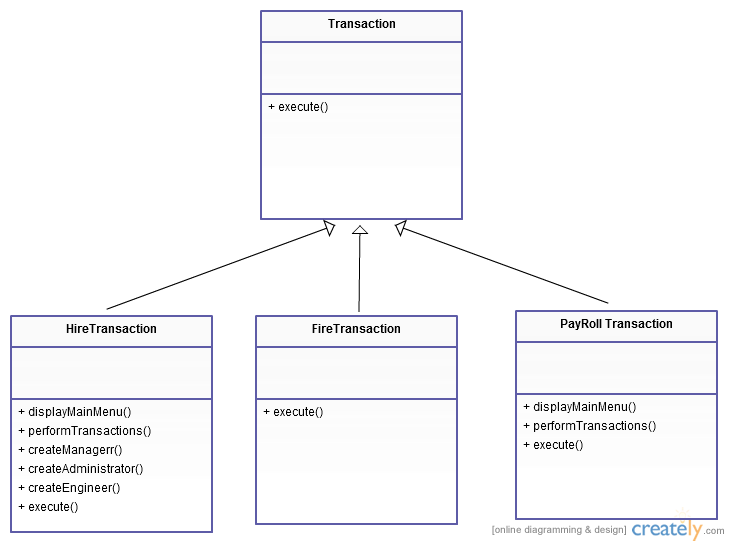 Transaction
+ execute()
HireTransaction
+ displayMainMenu()
+ performTransactions()
+ createManagerr()
+ createAdministrator()
+ createEngineer()
+ execute()
FireTransaction
+ execute()
PayRoll Transaction
+ displayMainMenu()
+ performTransactions()
+ execute()
[online diagramming & design] creately.com